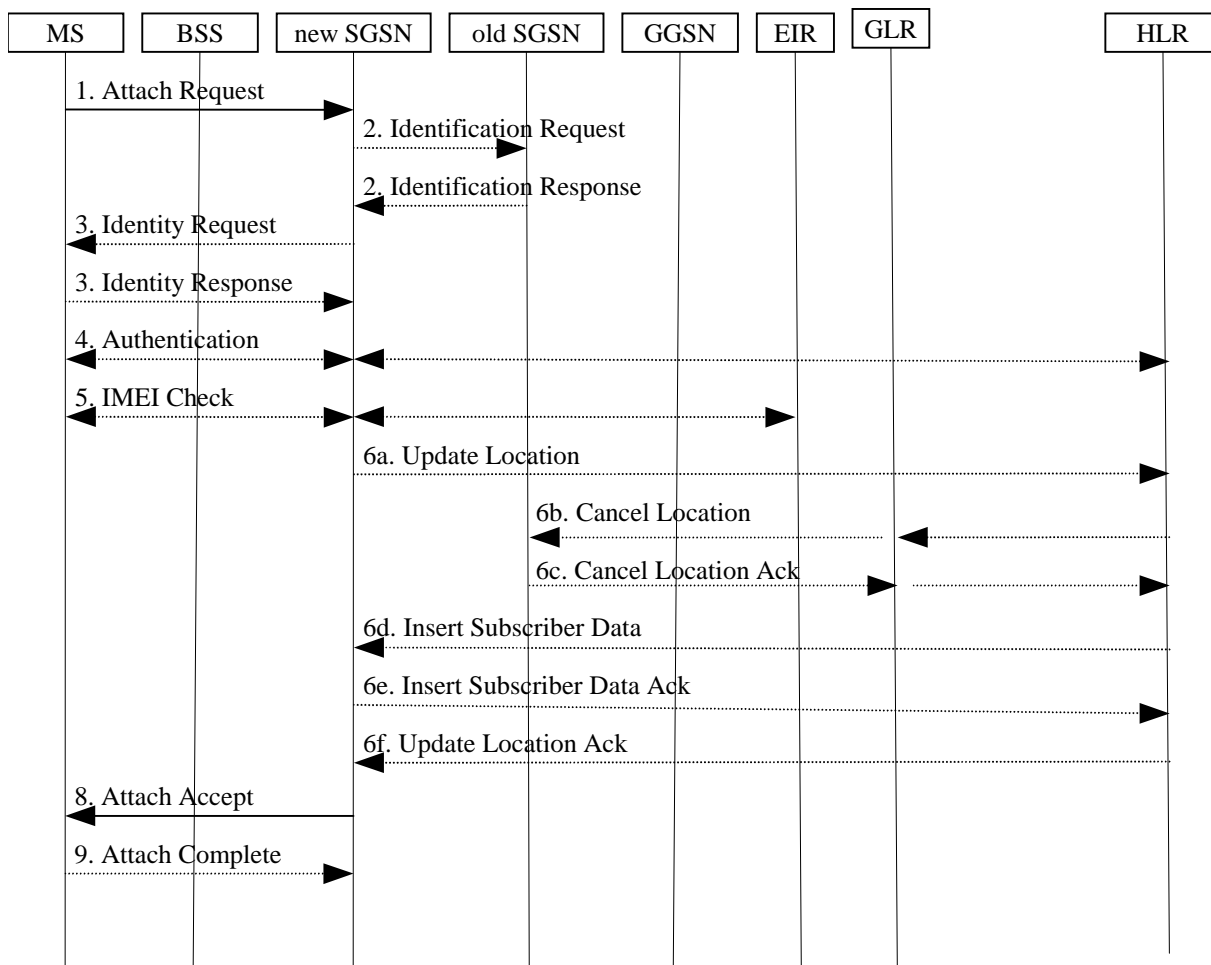 MS BSS new SGSN old SGSN GGSN EIR GLR HLR
1. Attach Request
2. Identification Request
2. Identification Response
3. Identity Request
3. Identity Response
4. Authentication
5. IMEI Check
6a. Update Location
6b. Cancel Location
6c. Cancel Location Ack
6d. Insert Subscriber Data
6e. Insert Subscriber Data Ack
6f. Update Location Ack
8. Attach Accept
9. Attach Complete